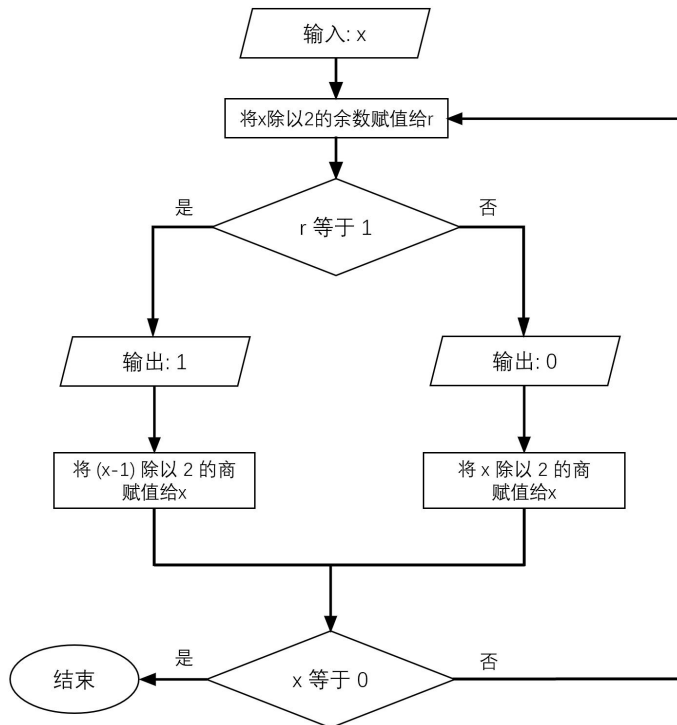 输入: x
将x除以2的余数赋值给r
是
否
r 等于 1
输出: 1
输出: 0
将 (x-1) 除以 2 的商
赋值给x
将 x 除以 2 的商
赋值给x
是
否
结束
x 等于 0